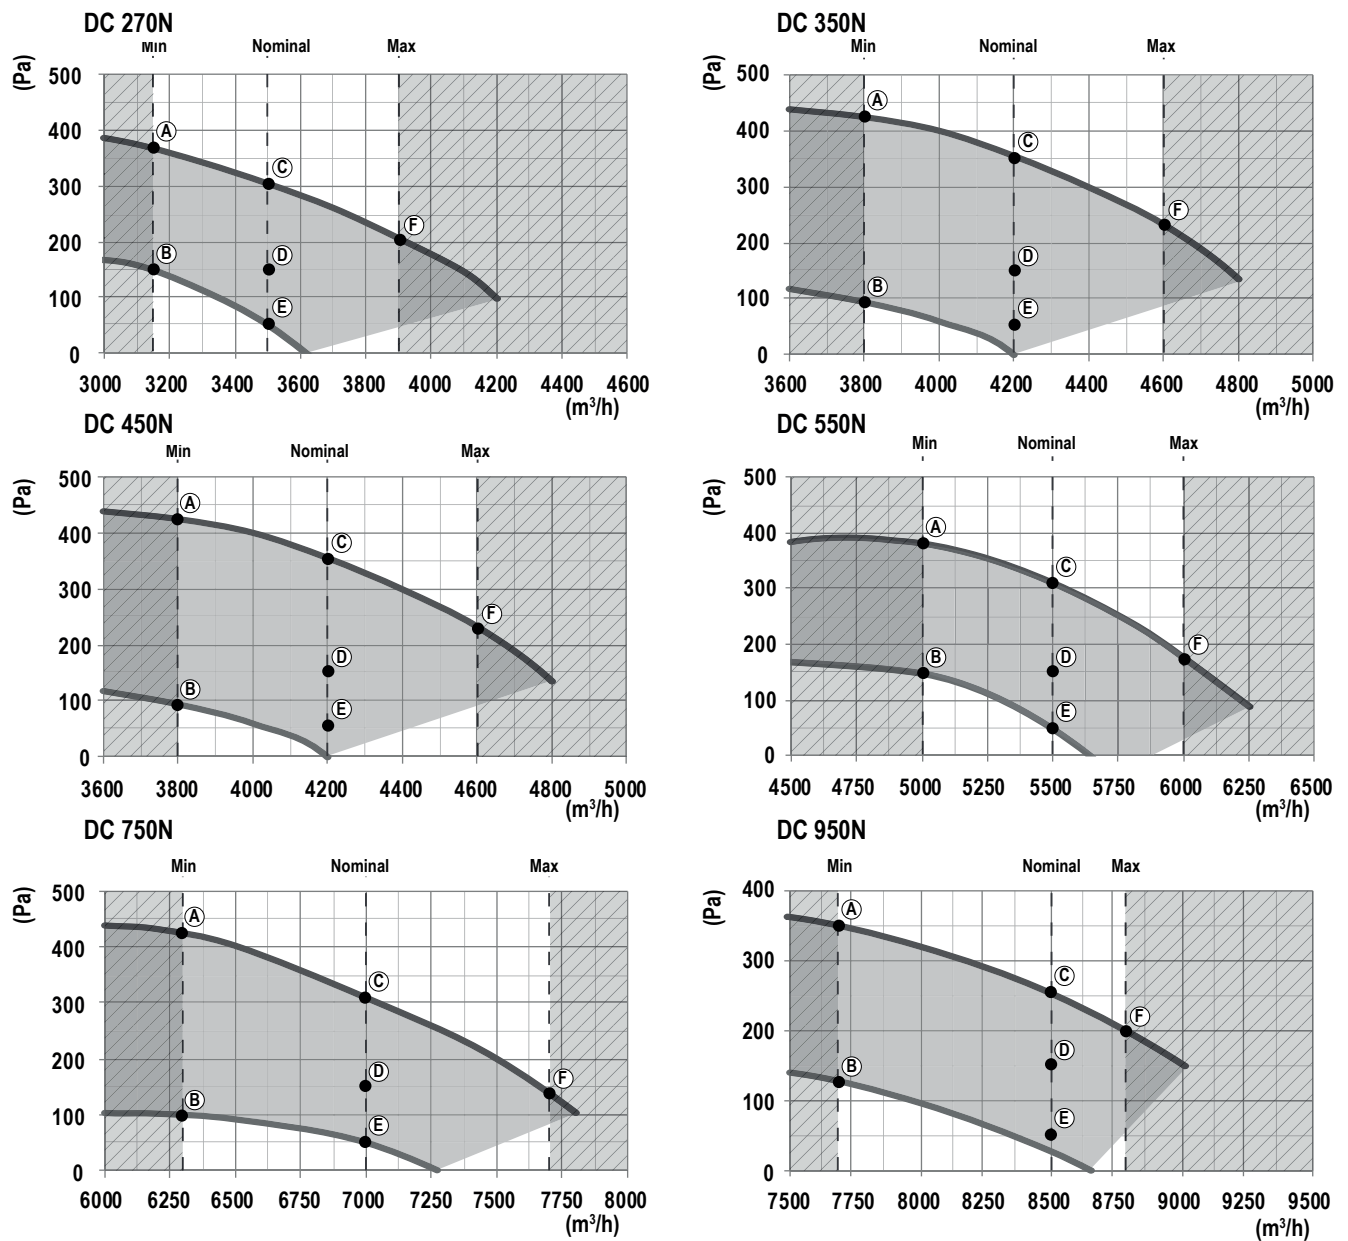 DC 270N
Min Nominal Max
(Pa)
500
400
300
200
100
0
A
B
C
D
E
F
3000 3200 3400 3600 3800 4000 4200 4400 4600
(m³/h)
DC 350N
Min Nominal Max
(Pa)
500
400
300
200
100
0
A
B
C
D
E
F
3600 3800 4000 4200 4400 4600 4800 5000
(m³/h)
DC 450N
Min Nominal Max
(Pa)
500
400
300
200
100
0
A
B
C
D
E
F
3600 3800 4000 4200 4400 4600 4800 5000
(m³/h)
DC 550N
Min Nominal Max
(Pa)
500
400
300
200
100
0
A
B
C
D
E
F
4500 4750 5000 5250 5500 5750 6000 6250 6500
(m³/h)
DC 750N
Min Nominal Max
(Pa)
500
400
300
200
100
0
A
B
C
D
E
F
6000 6250 6500 6750 7000 7250 7500 7750 8000
(m³/h)
DC 950N
Min Nominal Max
(Pa)
400
300
200
100
0
A
B
C
D
E
F
7500 7750 8000 8250 8500 8750 9000 9250 9500
(m³/h)